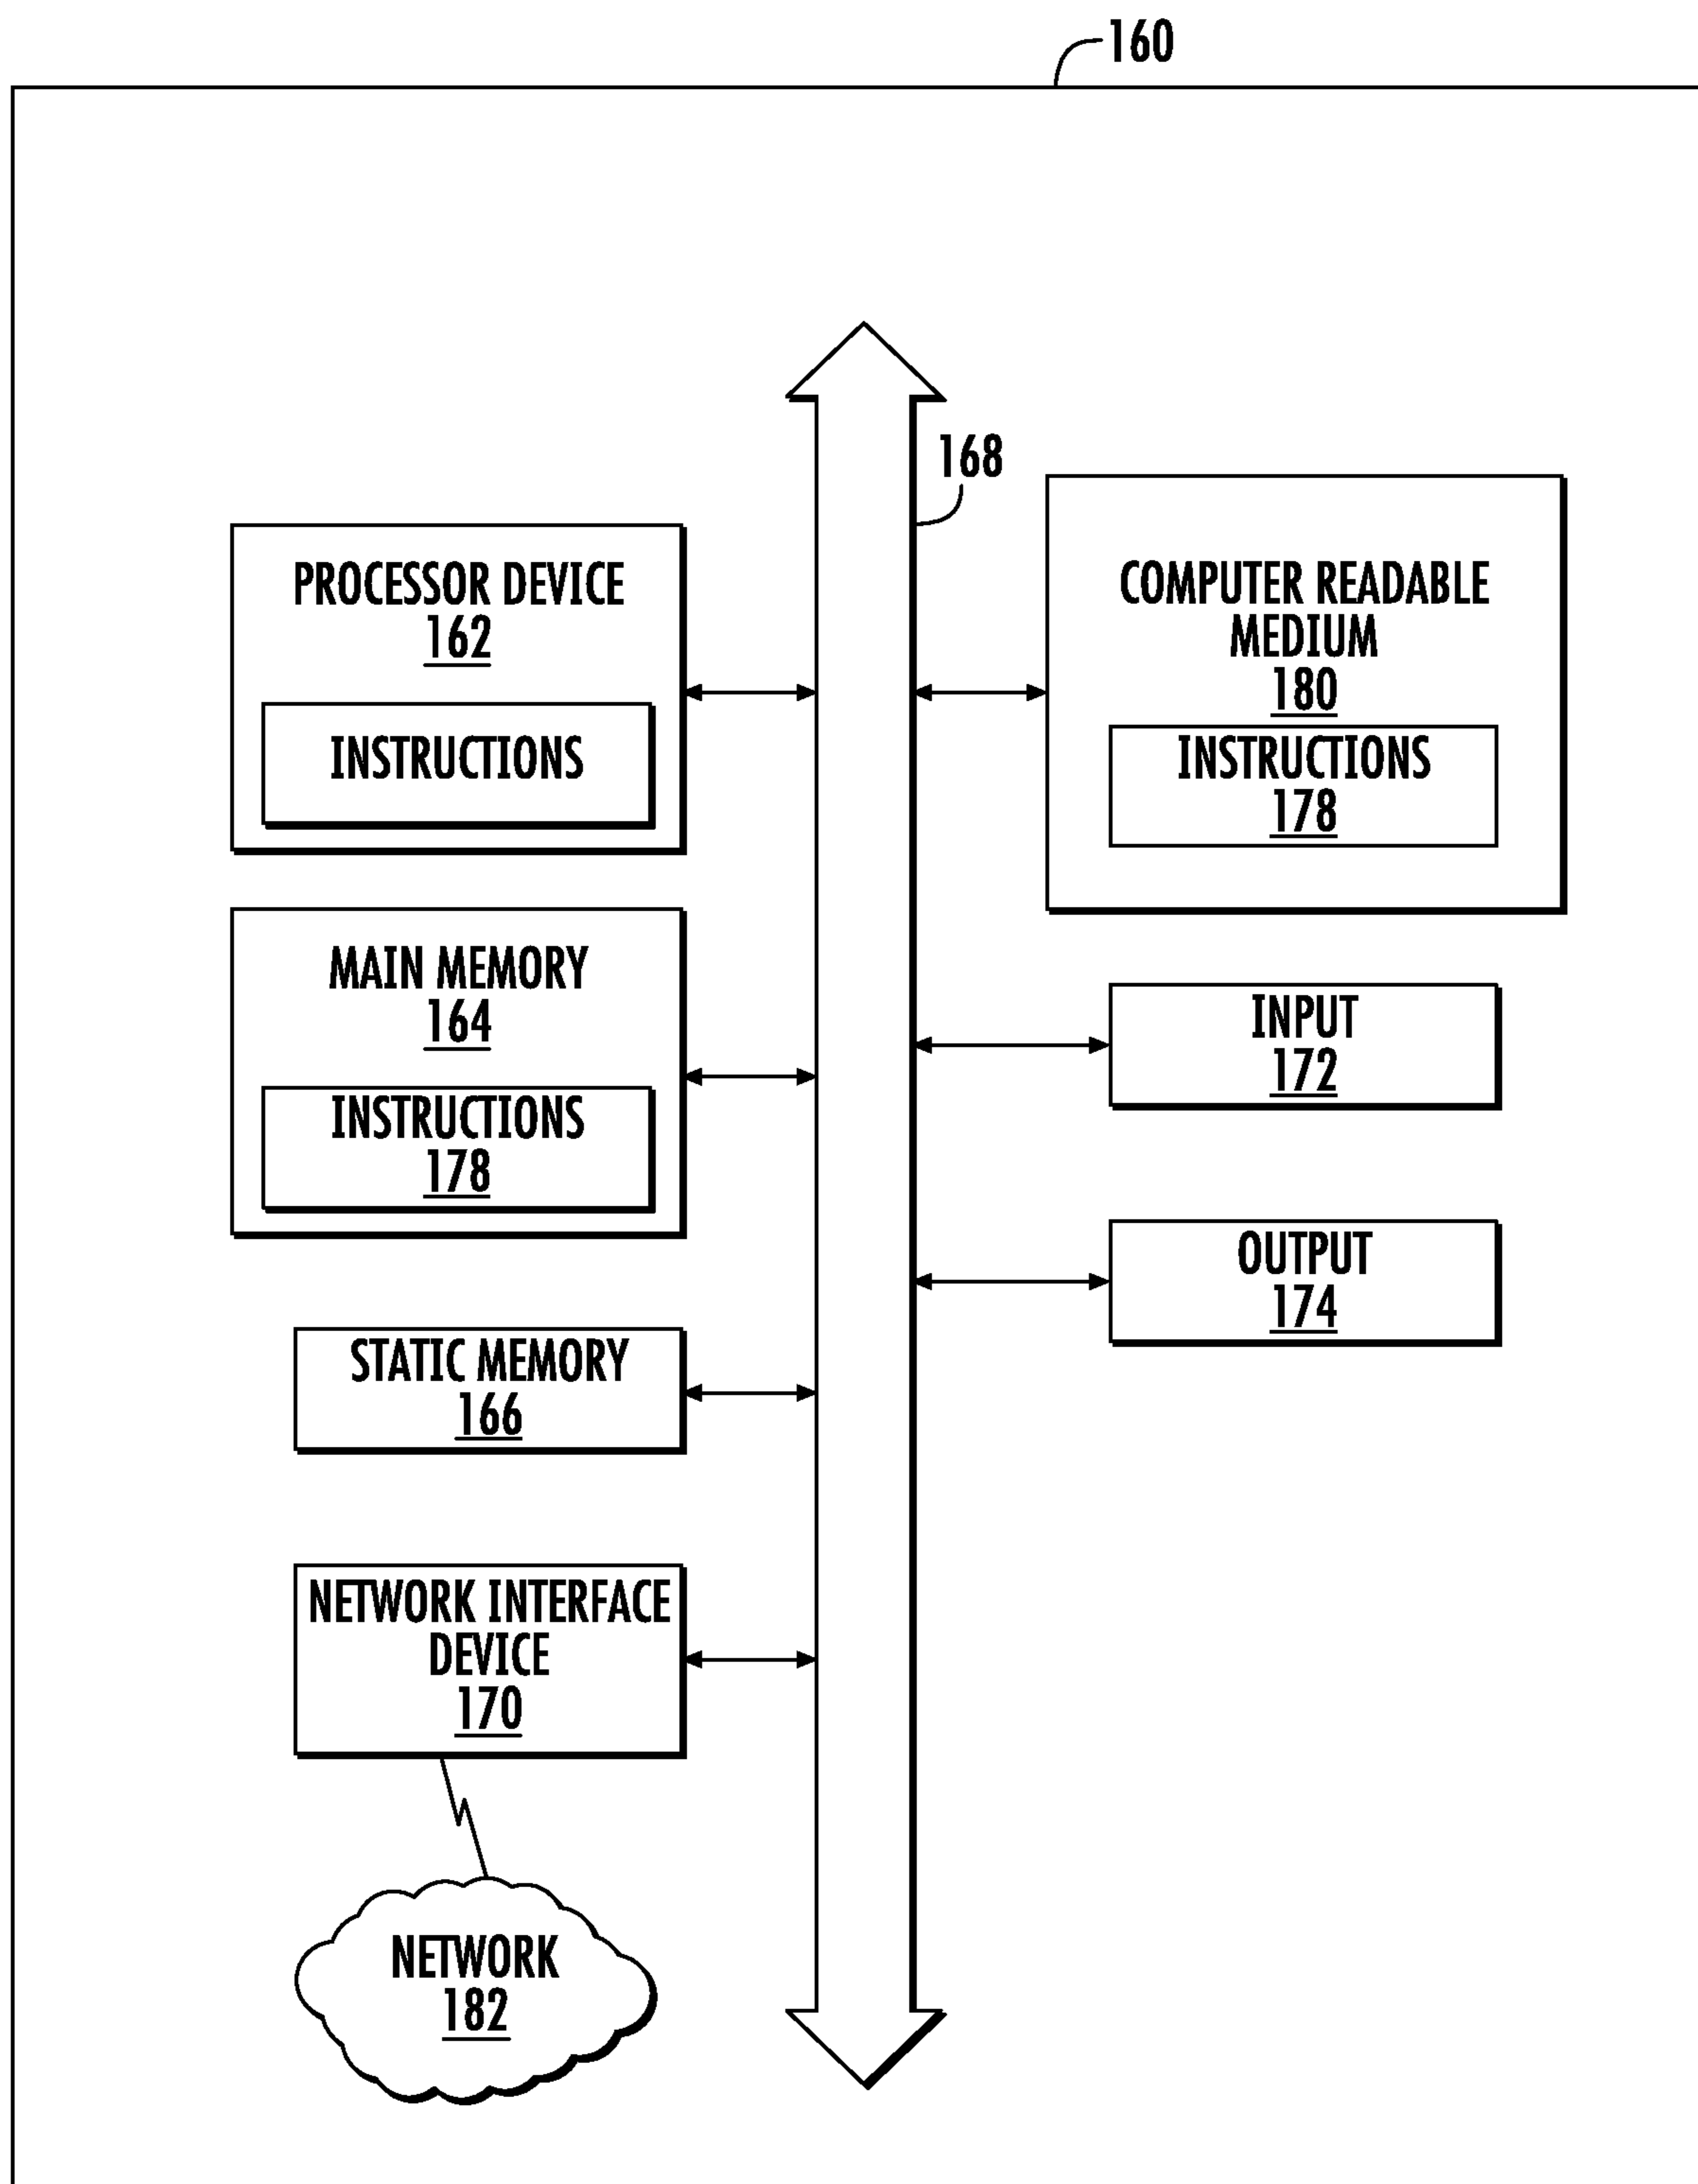 160
168
PROCESSOR DEVICE
162
INSTRUCTIONS
COMPUTER READABLE
MEDIUM
180
INSTRUCTIONS
178
MAIN MEMORY
164
INSTRUCTIONS
178
INPUT
172
OUTPUT
174
STATIC MEMORY
166
NETWORK INTERFACE
DEVICE
170
NETWORK
182